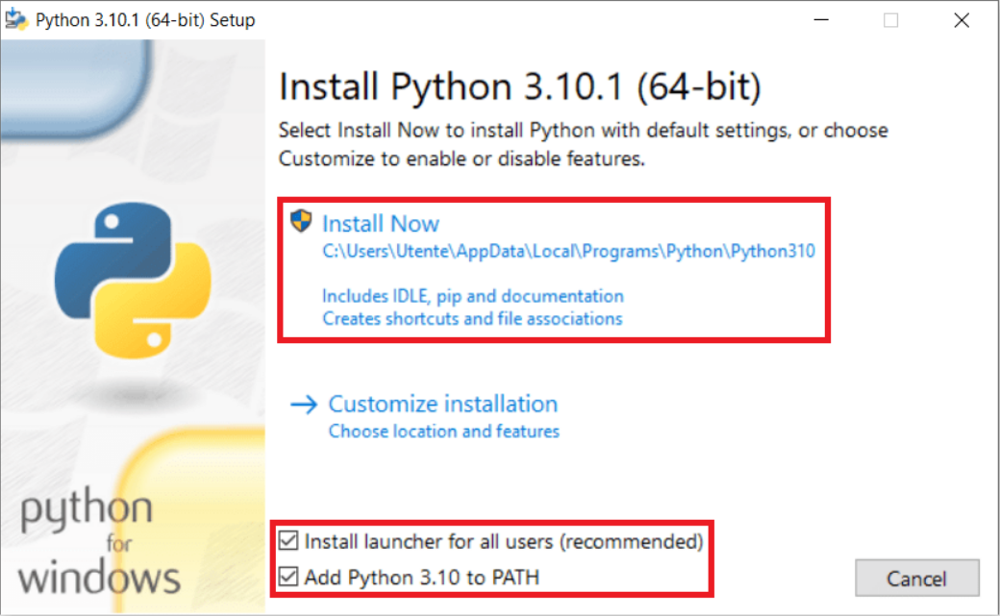 Python 3.10.1 (64-bit) Setup
Install Python 3.10.1 (64-bit)
Select Install Now to install Python with default settings, or choose
Customize to enable or disable features.
Install Now
C:\Users\Utente\AppData\Local\Programs\Python\Python310
Includes IDLE, pip and documentation
Creates shortcuts and file associations
Customize installation
Choose location and features
python
for
windows
Install launcher for all users (recommended)
Add Python 3.10 to PATH
Cancel